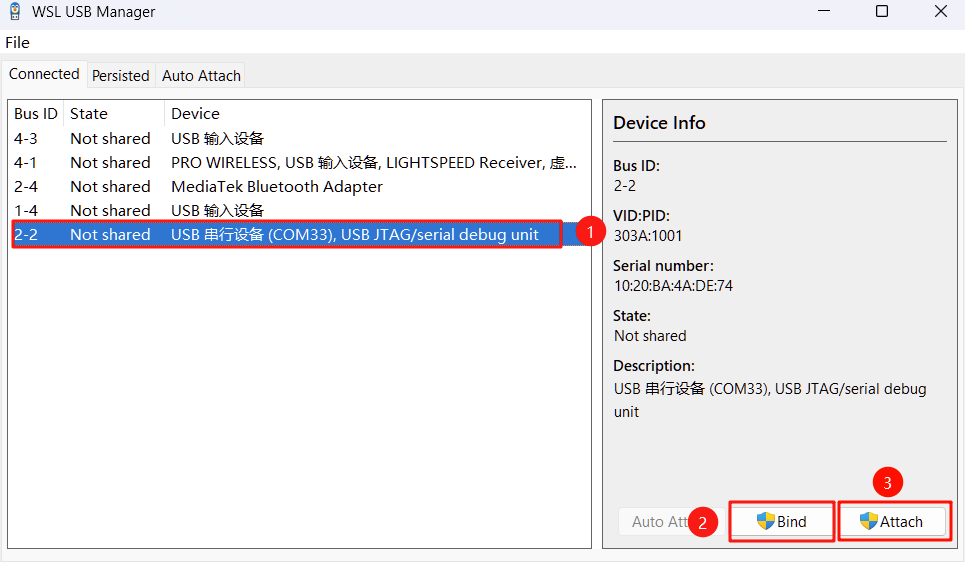 WSL USB Manager
File
Connected Persisted Auto Attach
Bus ID State Device
4-3 Not shared USB 输入设备
4-1 Not shared PRO WIRELESS, USB 输入设备, LIGHTSPEED Receiver, 虚...
2-4 Not shared MediaTek Bluetooth Adapter
1-4 Not shared USB 输入设备
2-2 Not shared USB 串行设备 (COM33), USB JTAG/serial debug unit
1
Device Info
Bus ID:
2-2
VID:PID:
303A:1001
Serial number:
10:20:BA:4A:DE:74
State:
Not shared
Description:
USB 串行设备 (COM33), USB JTAG/serial debug
unit
3
Auto Att
2
Bind
Attach